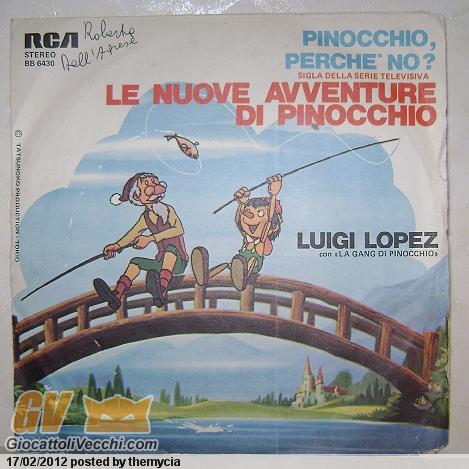 RCA
STEREO
BB 6430
Roberto
Dell'Agnese
PINOCCHIO,
PERCHE' NO?
SIGLA DELLA SERIE TELEVISIVA
LE NUOVE AVVENTURE
DI PINOCCHIO
© TATSUNOKO PRODUCTION - TOKIO
LUIGI LOPEZ
con «LA GANG DI PINOCCHIO»
GV
GiocattoliVecchi.com
17/02/2012 posted by themycia